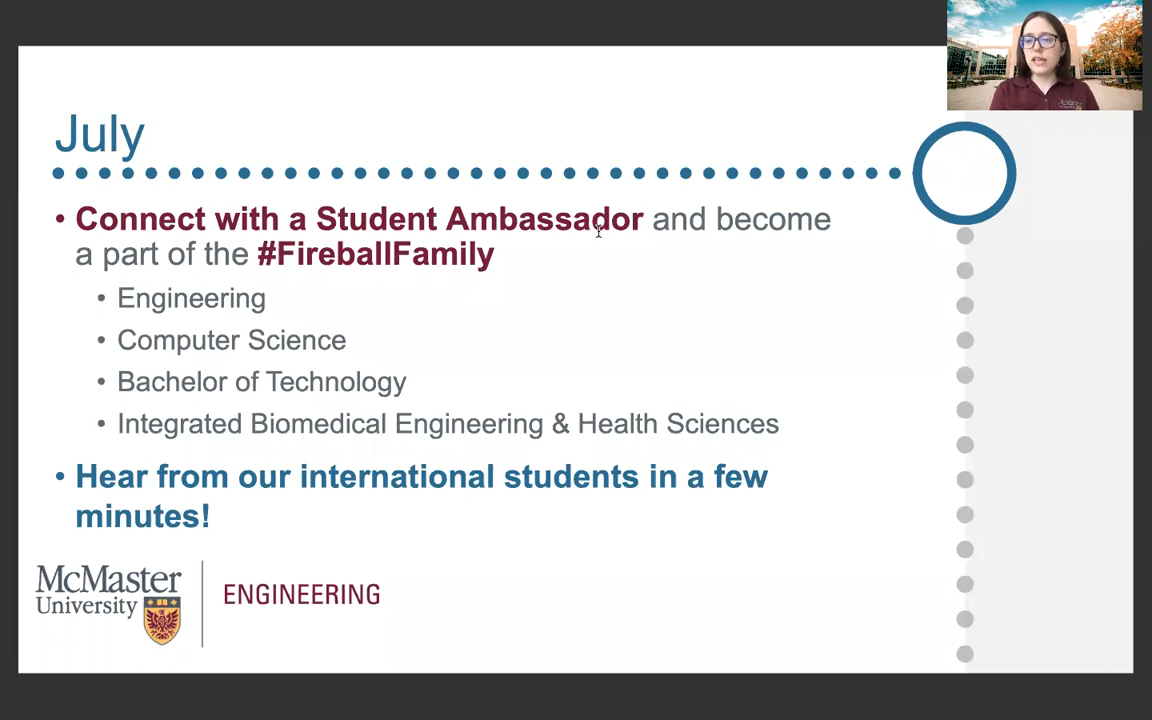 July
• Connect with a Student Ambassador and become
a part of the #FireballFamily
• Engineering
• Computer Science
• Bachelor of Technology
• Integrated Biomedical Engineering & Health Sciences
• Hear from our international students in a few
minutes!
McMaster
University
ENGINEERING